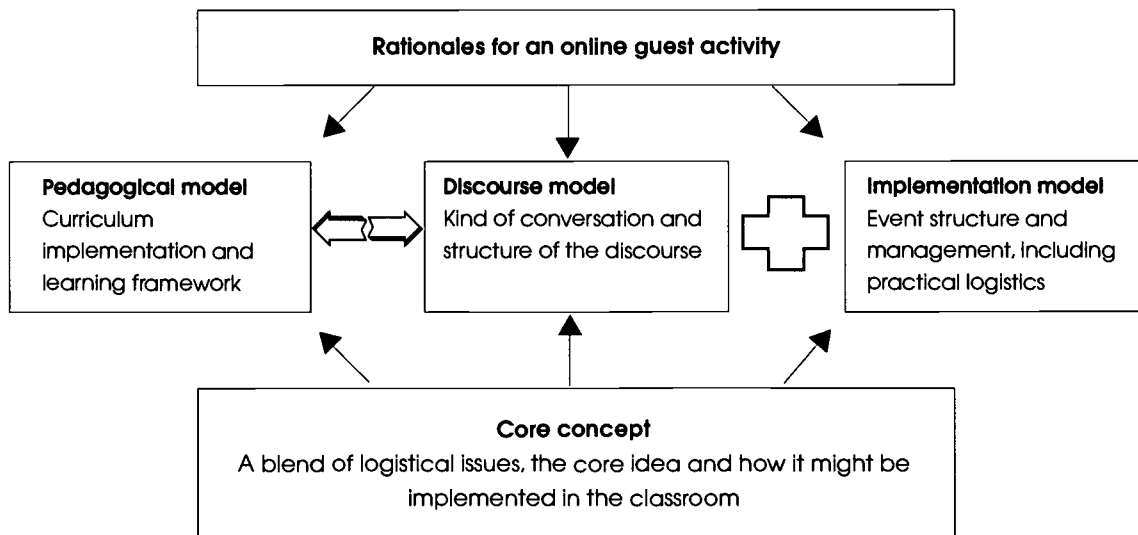 Rationales for an online guest activity
Pedagogical model
Curriculum
implementation and
learning framework
Discourse model
Kind of conversation and
structure of the discourse
Implementation model
Event structure and
management, including
practical logistics
Core concept
A blend of logistical issues, the core idea and how it might be
implemented in the classroom